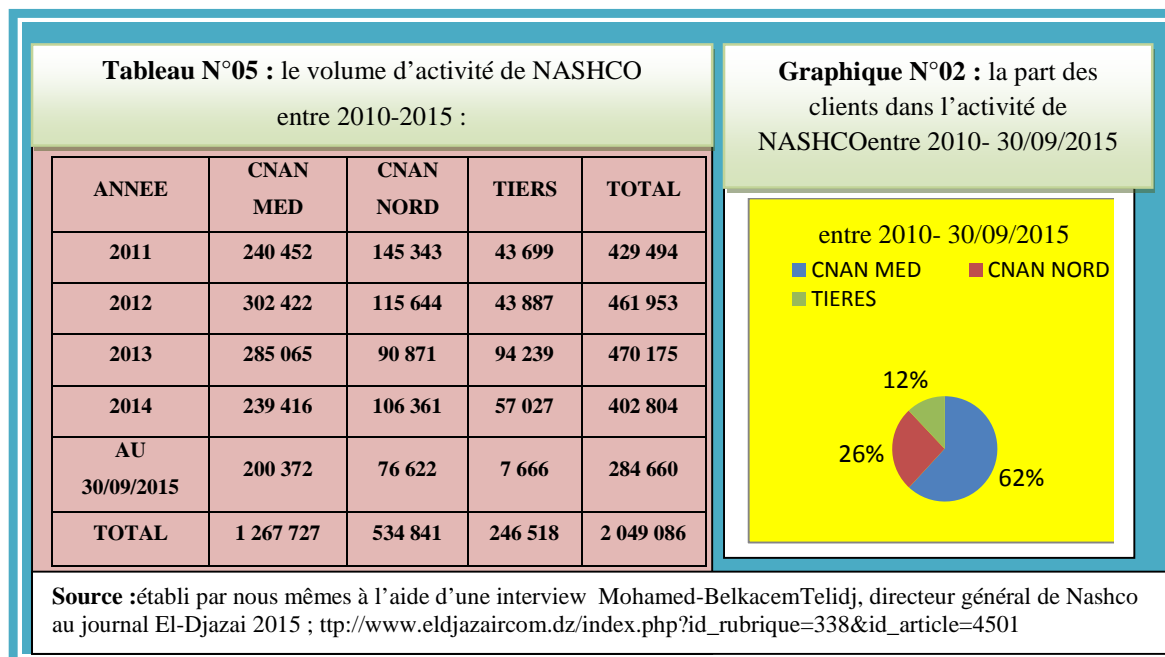 Tableau N°05 : le volume d’activité de NASHCO
entre 2010-2015 :
ANNEE CNAN MED CNAN NORD TIERS TOTAL
2011 240 452 145 343 43 699 429 494
2012 302 422 115 644 43 887 461 953
2013 285 065 90 871 94 239 470 175
2014 239 416 106 361 57 027 402 804
AU 30/09/2015 200 372 76 622 7 666 284 660
TOTAL 1 267 727 534 841 246 518 2 049 086
Graphique N°02 : la part des
clients dans l’activité de
NASHCOentre 2010- 30/09/2015
entre 2010- 30/09/2015
CNAN MED CNAN NORD
TIERES
12%
26%
62%
Source :établi par nous mêmes à l’aide d’une interview Mohamed-BelkacemTelidj, directeur général de Nashco
au journal El-Djazai 2015 ; ttp://www.eldjazaircom.dz/index.php?id_rubrique=338&id_article=4501